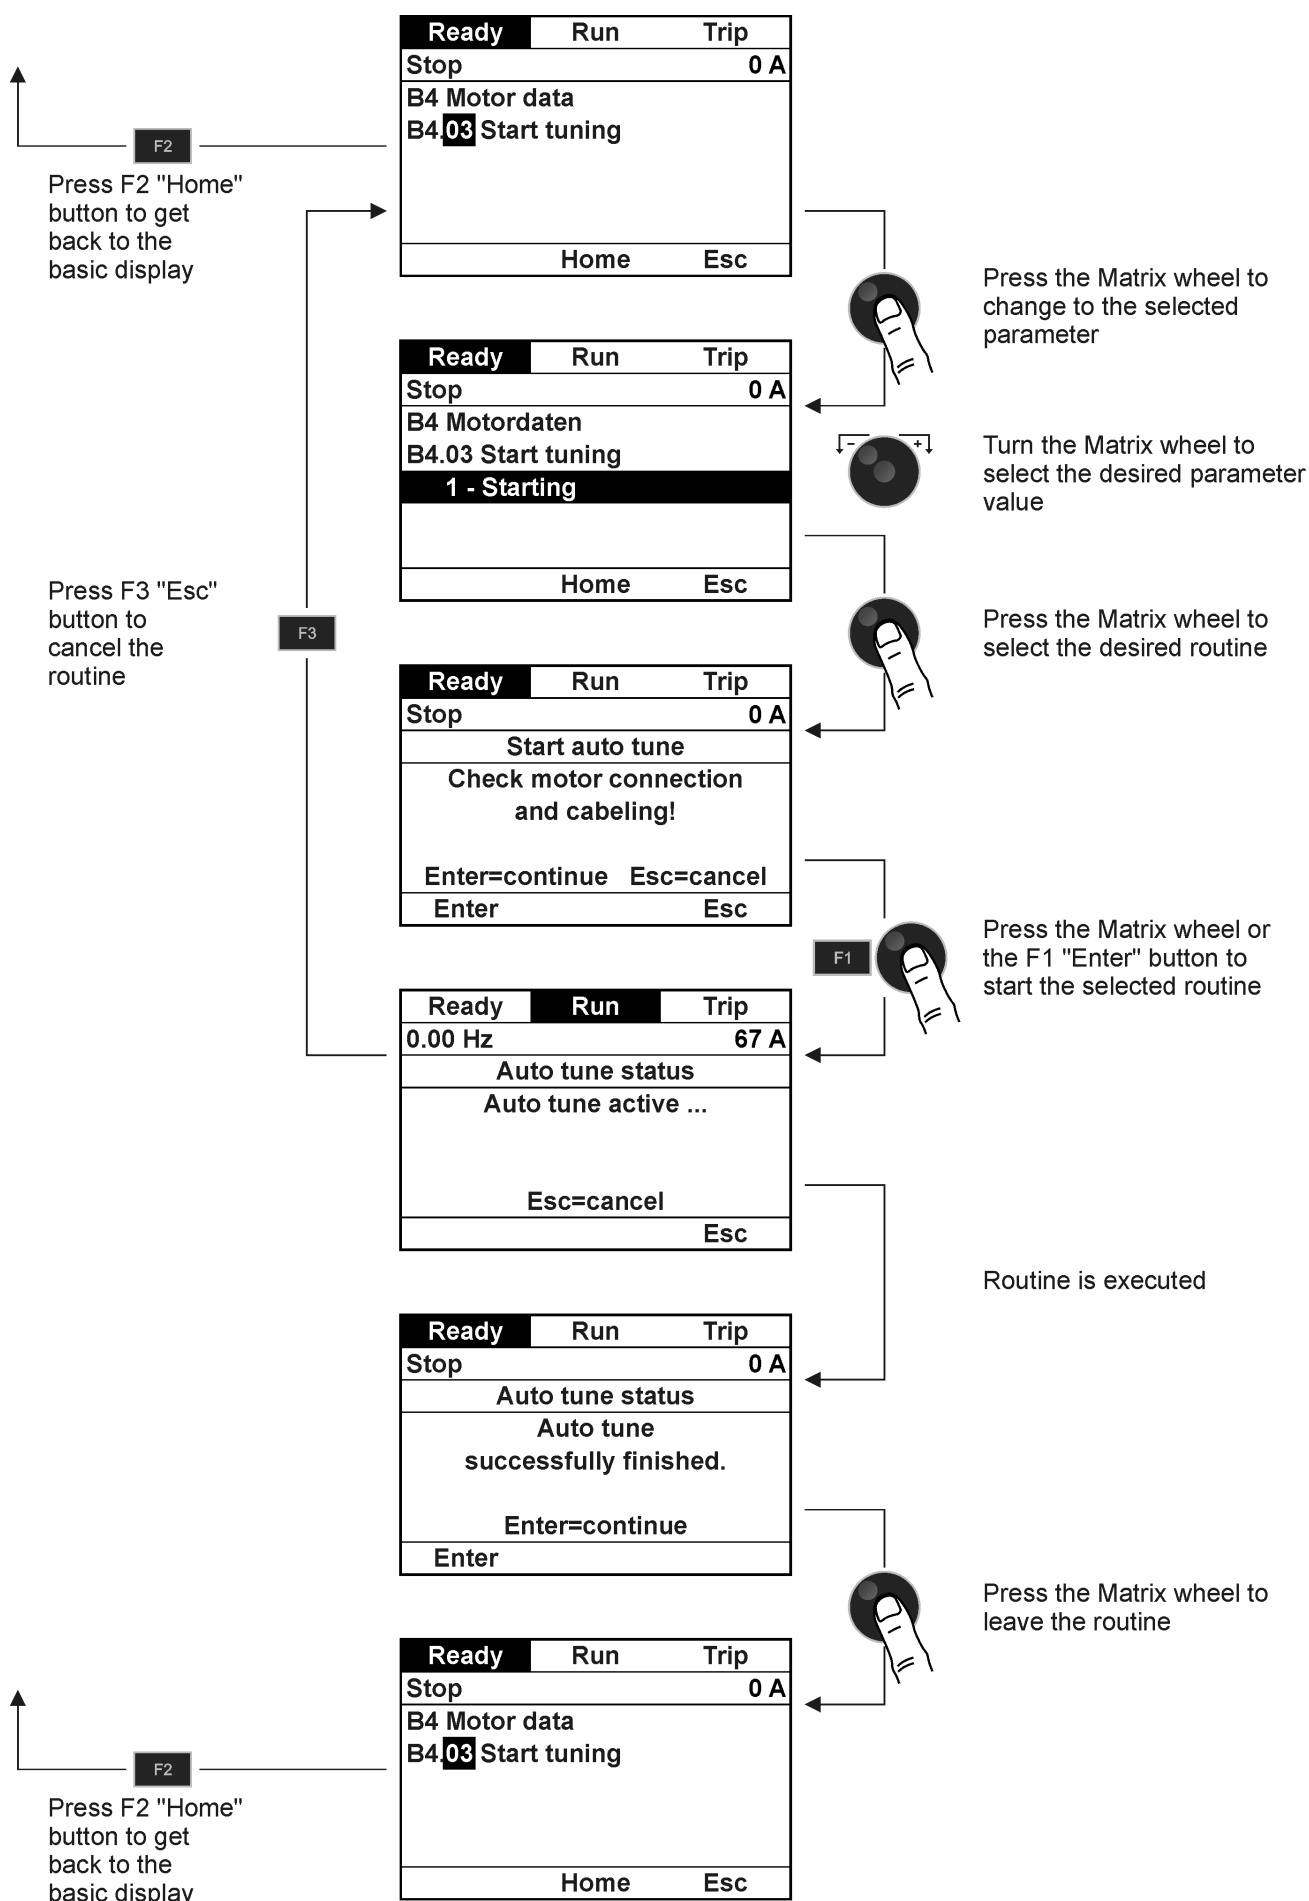 Ready Run Trip
Stop 0 A
B4 Motor data
B4.03 Start tuning
Home Esc
F2
Press F2 "Home"
button to get
back to the
basic display
Press the Matrix wheel to
change to the selected
parameter
Ready Run Trip
Stop 0 A
B4 Motordaten
B4.03 Start tuning
1 - Starting
Home Esc
- +
Turn the Matrix wheel to
select the desired parameter
value
Press F3 "Esc"
button to
cancel the
routine
F3
Press the Matrix wheel to
select the desired routine
Ready Run Trip
Stop 0 A
Start auto tune
Check motor connection
and cabeling!
Enter=continue Esc=cancel
Enter Esc
F1
Press the Matrix wheel or
the F1 "Enter" button to
start the selected routine
Ready Run Trip
0.00 Hz 67 A
Auto tune status
Auto tune active ...
Esc=cancel
Esc
Routine is executed
Ready Run Trip
Stop 0 A
Auto tune status
Auto tune
successfully finished.
Enter=continue
Enter
Press the Matrix wheel to
leave the routine
Ready Run Trip
Stop 0 A
B4 Motor data
B4.03 Start tuning
Home Esc
F2
Press F2 "Home"
button to get
back to the
basic display